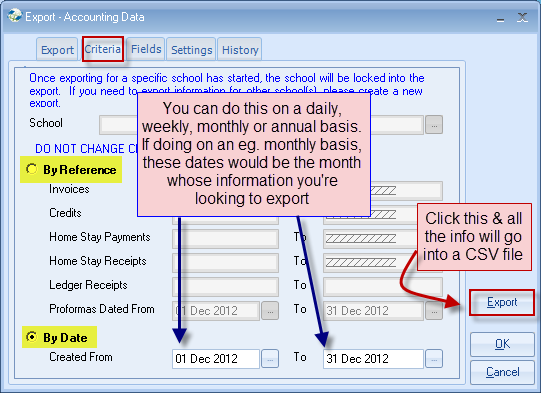 Export - Accounting Data
Export Criteria Fields Settings History
Once exporting for a specific school has started, the school will be locked into the
export. If you need to export information for other school(s), please create a new
export.
School
DO NOT CHANGE
You can do this on a daily,
weekly, monthly or annual basis.
If doing on an eg. monthly basis,
these dates would be the month
whose information you're
looking to export
By Reference
Invoices To
Credits To
Home Stay Payments To
Home Stay Receipts To
Ledger Receipts To
Proformas Dated From 01 Dec 2012 ... To 31 Dec 2012 ...
Click this & all
the info will go
into a CSV file
Export
By Date
Created From 01 Dec 2012 ... To 31 Dec 2012 ...
OK
Cancel